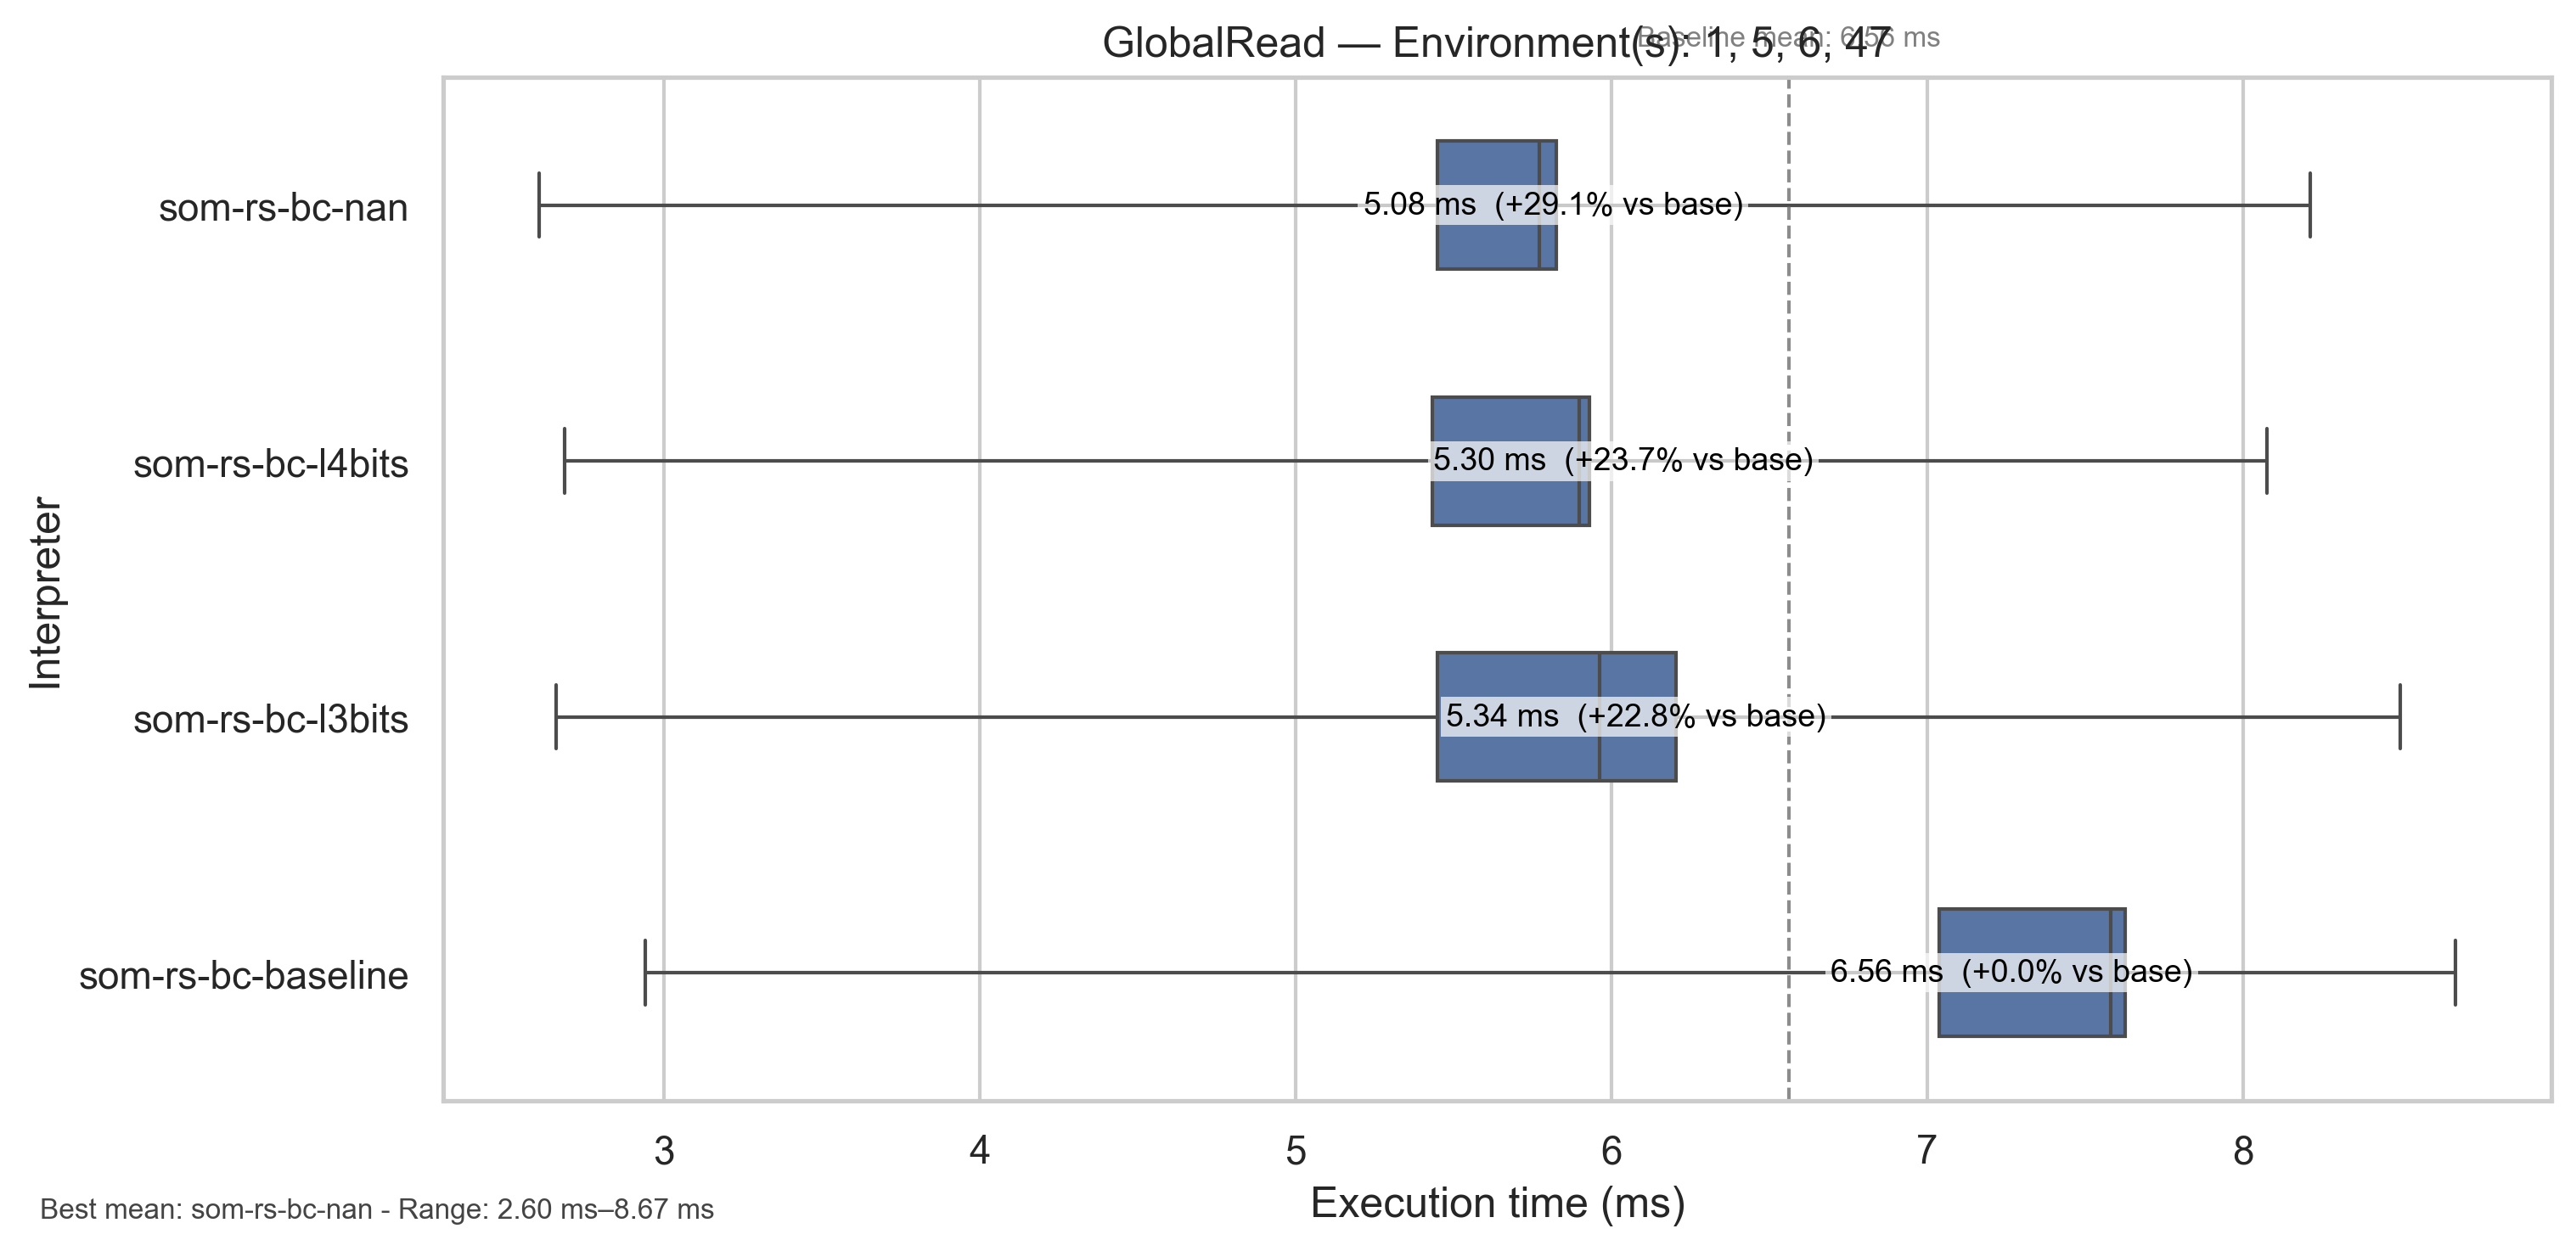 GlobalRead — Environment(s): 1, 5, 6, 47
Baseline mean: 6.56 ms
som-rs-bc-nan
5.08 ms (+29.1% vs base)
som-rs-bc-l4bits
5.30 ms (+23.7% vs base)
som-rs-bc-l3bits
5.34 ms (+22.8% vs base)
som-rs-bc-baseline
6.56 ms (+0.0% vs base)
Interpreter
3 4 5 6 7 8
Execution time (ms)
Best mean: som-rs-bc-nan - Range: 2.60 ms–8.67 ms